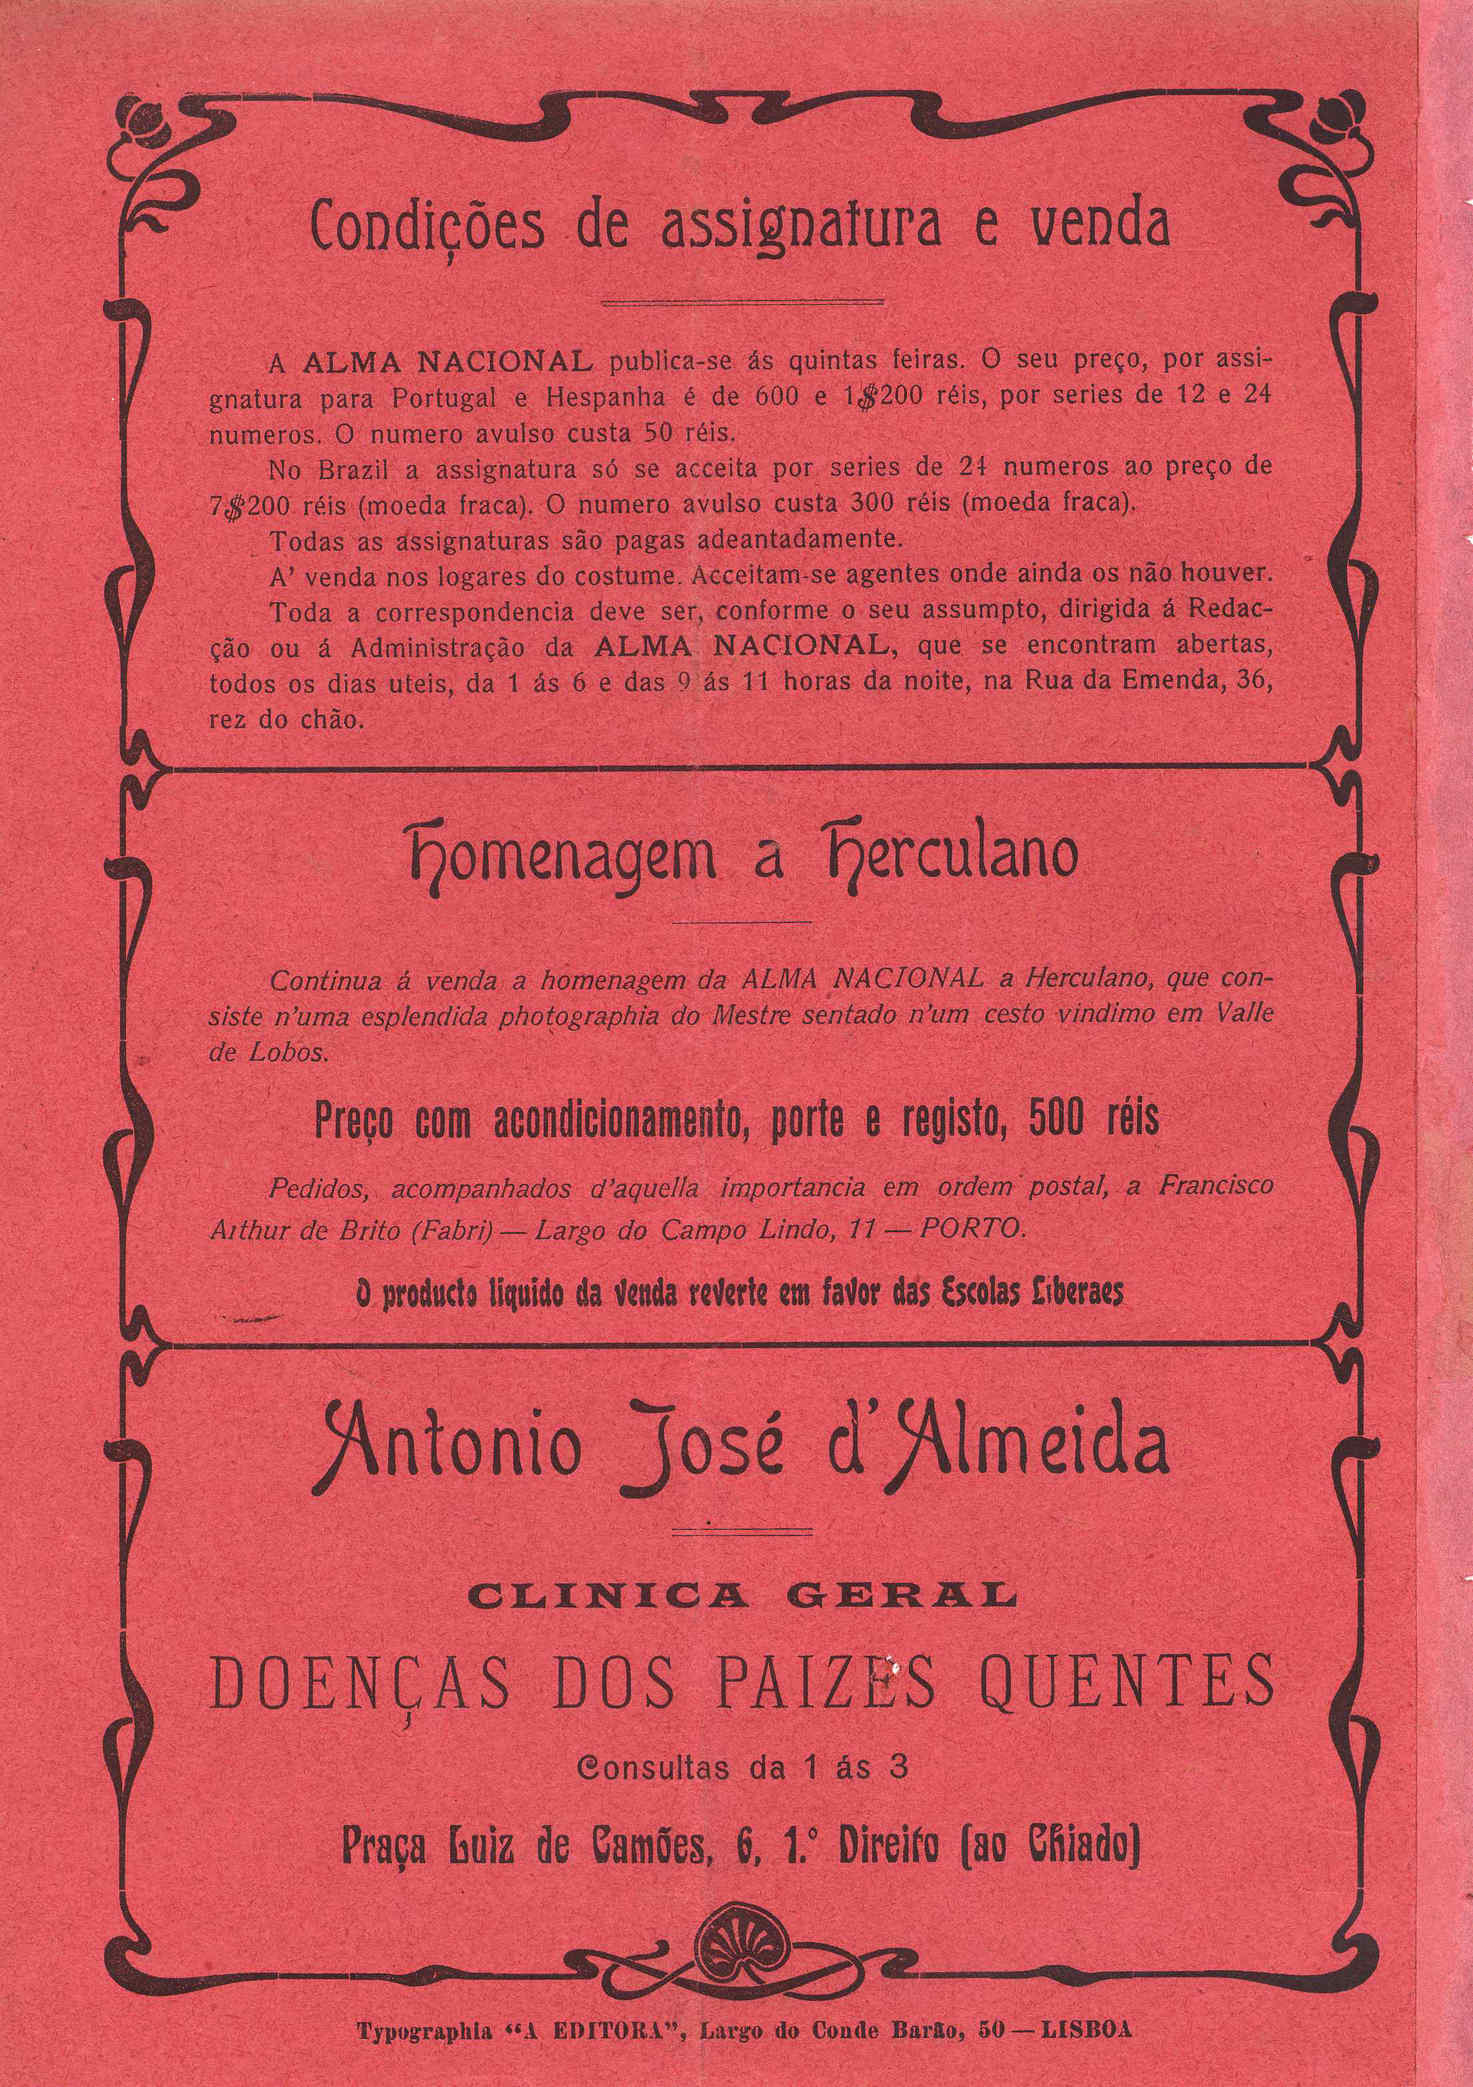 Condições de assignatura e venda
A ALMA NACIONAL publica-se ás quintas feiras. O seu preço, por assi-
gnatura para Portugal e Hespanha é de 600 e 1$200 réis, por series de 12 e 24
numeros. O numero avulso custa 50 réis.
No Brazil a assignatura só se acceita por series de 24 numeros ao preço de
7$200 réis (moeda fraca). O numero avulso custa 300 réis (moeda fraca).
Todas as assignaturas são pagas adeantadamente.
A' venda nos logares do costume. Acceitam-se agentes onde ainda os não houver.
Toda a correspondencia deve ser, conforme o seu assumpto, dirigida á Redac-
ção ou á Administração da ALMA NACIONAL, que se encontram abertas,
todos os dias uteis, da 1 ás 6 e das 9 ás 11 horas da noite, na Rua da Emenda, 36,
rez do chão.
Homenagem a Herculano
Continua á venda a homenagem da ALMA NACIONAL a Herculano, que con-
siste n'uma esplendida photographia do Mestre sentado n'um cesto vindimo em Valle
de Lobos.
Preço com acondicionamento, porte e registo, 500 réis
Pedidos, acompanhados d'aquella importancia em ordem postal, a Francisco
Arthur de Brito (Fabri) — Largo do Campo Lindo, 11 — PORTO.
O producto liquido da venda reverte em favor das Escolas Liberaes
Antonio José d'Almeida
CLINICA GERAL
DOENÇAS DOS PAIZES QUENTES
Consultas da 1 ás 3
Praça Luiz de Camões, 6, 1.º Direito (ao Chiado)
Typographia "A EDITORA", Largo do Conde Barão, 50 — LISBOA